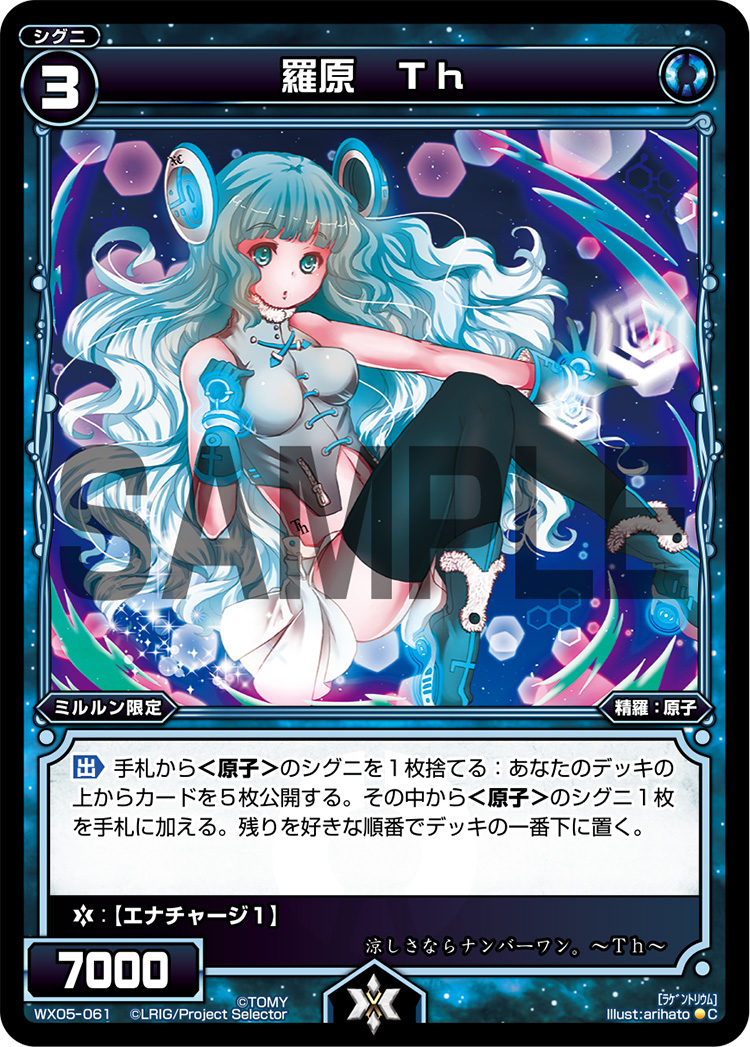 シグニ
3
羅原 Th
XC
Th
SAMPLE
ミルルン限定
精羅：原子
出 手札から＜原子＞のシグニを１枚捨てる：あなたのデッキの
上からカードを５枚公開する。その中から＜原子＞のシグニ１枚
を手札に加える。残りを好きな順番でデッキの一番下に置く。
：【エナチャージ１】
涼しさならナンバーワン。～Th～
7000
©TOMY
WX05-061 ©LRIG/Project Selector
[ラゲントリウム]
Illust:arihato C